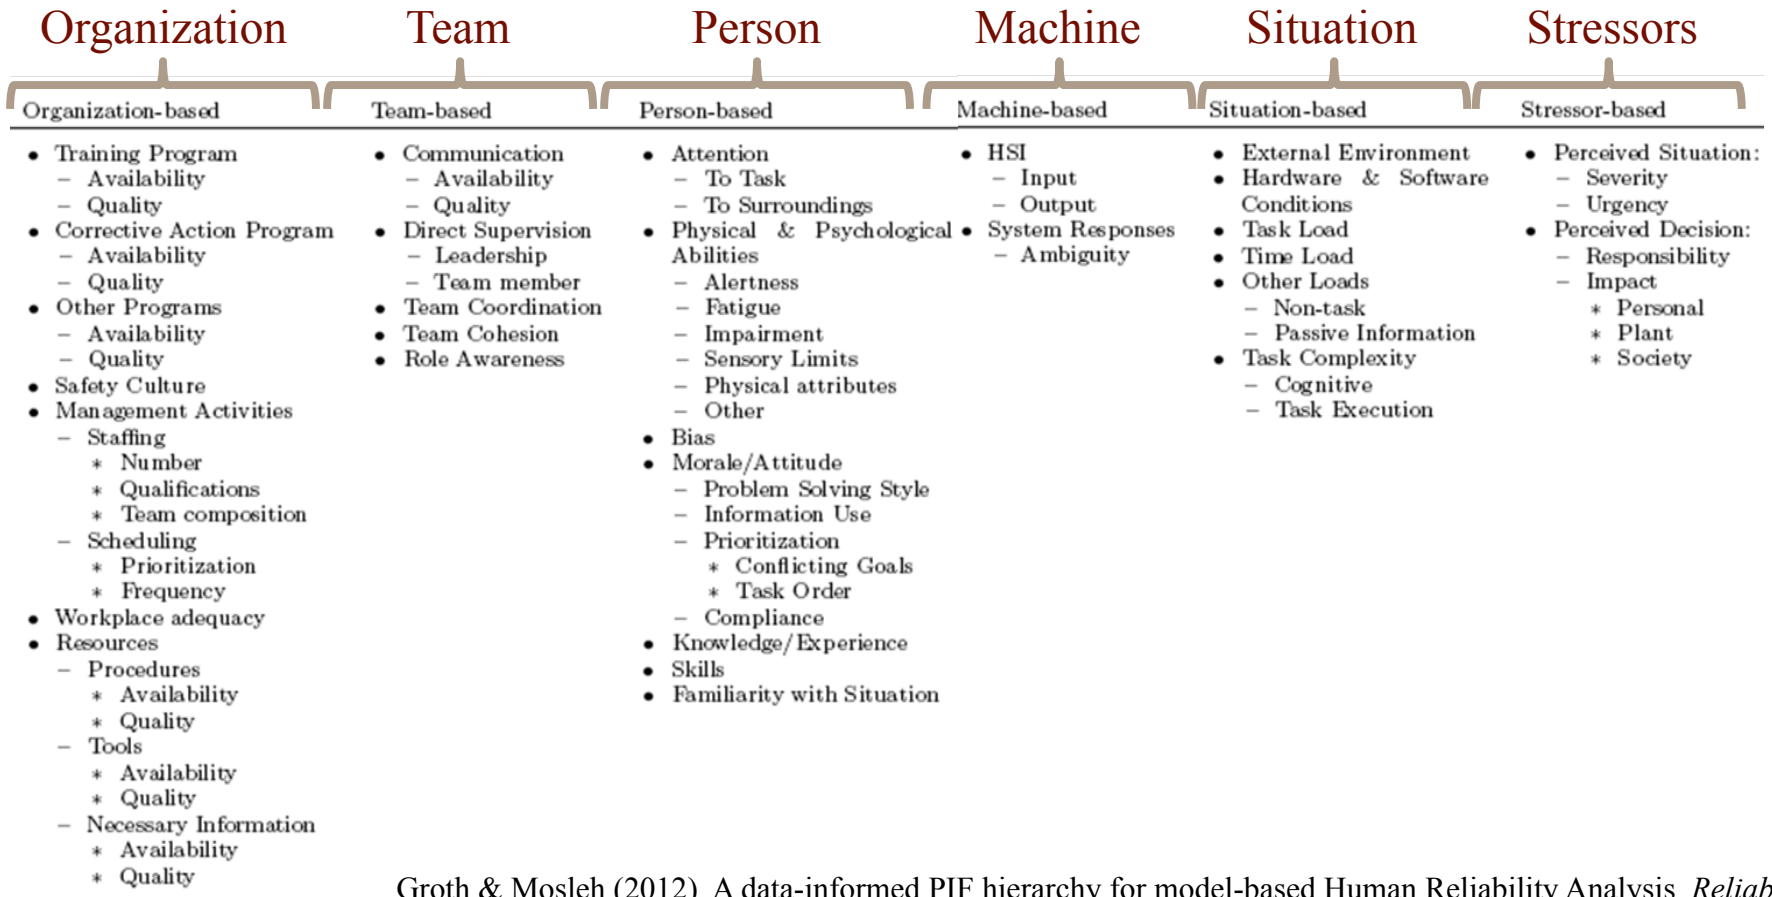 Organization
Team
Person
Machine
Situation
Stressors
Organization-based
• Training Program
– Availability
– Quality
• Corrective Action Program
– Availability
– Quality
• Other Programs
– Availability
– Quality
• Safety Culture
• Management Activities
– Staffing
* Number
* Qualifications
* Team composition
– Scheduling
* Prioritization
* Frequency
• Workplace adequacy
• Resources
– Procedures
* Availability
* Quality
– Tools
* Availability
* Quality
– Necessary Information
* Availability
* Quality
Team-based
• Communication
– Availability
– Quality
• Direct Supervision
– Leadership
– Team member
• Team Coordination
• Team Cohesion
• Role Awareness
Person-based
• Attention
– To Task
– To Surroundings
• Physical & Psychological
Abilities
– Alertness
– Fatigue
– Impairment
– Sensory Limits
– Physical attributes
– Other
• Bias
• Morale/Attitude
– Problem Solving Style
– Information Use
– Prioritization
* Conflicting Goals
* Task Order
– Compliance
• Knowledge/Experience
• Skills
• Familiarity with Situation
Machine-based
• HSI
– Input
– Output
• System Responses
– Ambiguity
Situation-based
• External Environment
• Hardware & Software
Conditions
• Task Load
• Time Load
• Other Loads
– Non-task
– Passive Information
• Task Complexity
– Cognitive
– Task Execution
Stressor-based
• Perceived Situation:
– Severity
– Urgency
• Perceived Decision:
– Responsibility
– Impact
* Personal
* Plant
* Society
Groth & Mosleh (2012) A data-informed PIF hierarchy for model-based Human Reliability Analysis. Reliab